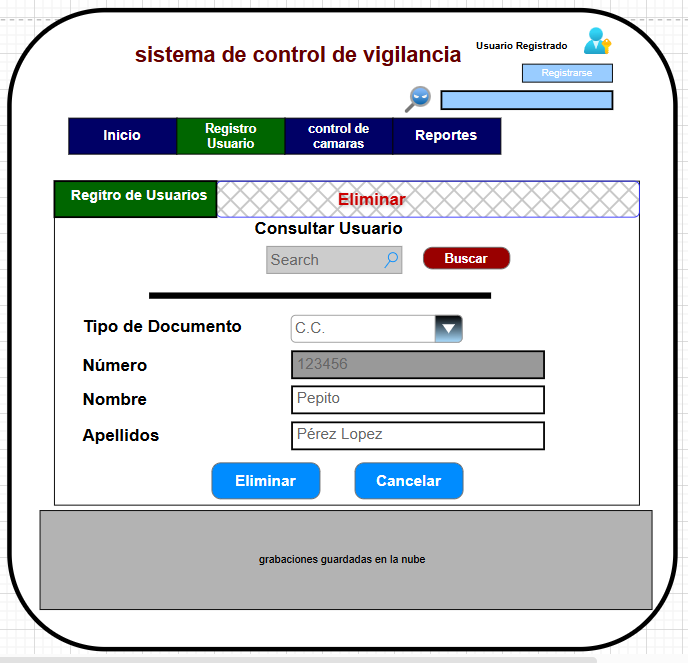 sistema de control de vigilancia
Usuario Registrado
Registrarse
Inicio
Registro
Usuario
control de
camaras
Reportes
Regitro de Usuarios
Eliminar
Consultar Usuario
Search
Buscar
Tipo de Documento
C.C.
Número
123456
Nombre
Pepito
Apellidos
Pérez Lopez
Eliminar
Cancelar
grabaciones guardadas en la nube